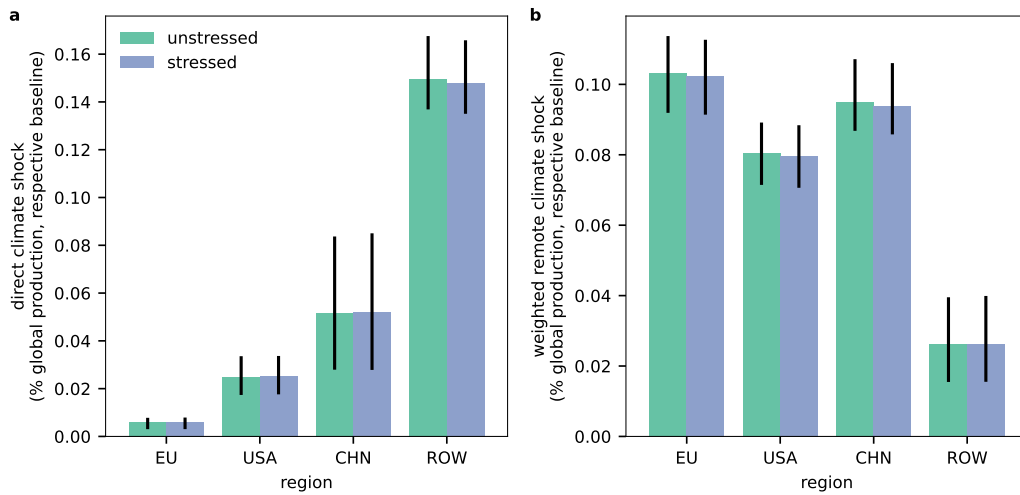 a
unstressed
stressed
direct climate shock
(% global production, respective baseline)
0.16
0.14
0.12
0.10
0.08
0.06
0.04
0.02
0.00
EU
USA
CHN
ROW
region
b
weighted remote climate shock
(% global production, respective baseline)
0.10
0.08
0.06
0.04
0.02
0.00
EU
USA
CHN
ROW
region